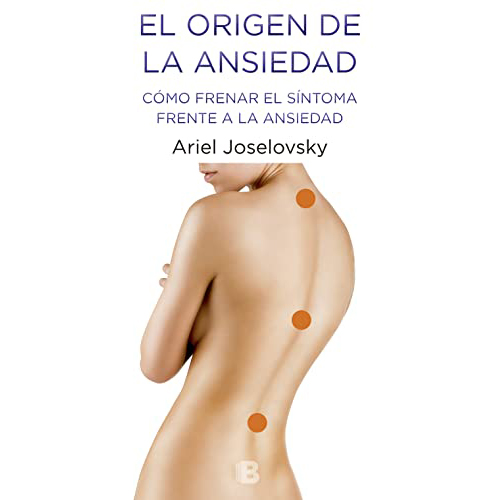 EL ORIGEN DE
LA ANSIEDAD
CÓMO FRENAR EL SÍNTOMA
FRENTE A LA ANSIEDAD
Ariel Joselovsky
B